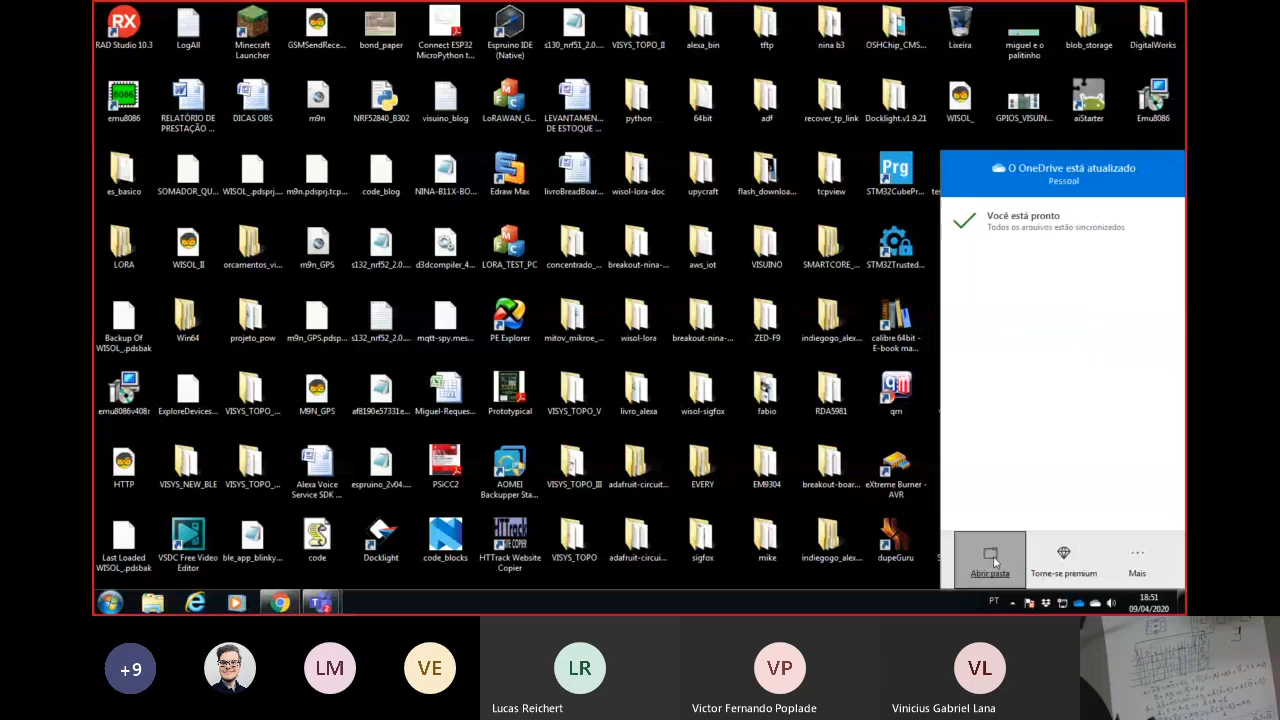 RAD Studio 10.3
LogAll
Minecraft
Launcher
GSMSendRece...
bond_paper
Connect ESP32
MicroPython t...
Espruino IDE
(Native)
s130_nrf51_2.0....
VISYS_TOPO_II
alexa_bin
tftp
nina b3
OSHChip_CMS...
Lixeira
miguel e o
palitinho
blob_storage
DigitalWorks
emu8086
RELATÓRIO DE
PRESTAÇÃO ...
DICAS OBS
m9n
NRF52840_B302
visuino_blog
LoRAWAN_G...
LEVANTAMEN...
DE ESTOQUE ...
python
64bit
adf
recover_tp_link
Docklight.v1.9.21
WISOL_
GPIOS_VISUIN...
aiStarter
Emu8086
es_basico
SOMADOR_QU...
WISOL_.pdsprj...
m9n.pdsprj.tcp...
code_blog
NINA-B11X-BO...
Edraw Max
livroBreadBoar...
wisol-lora-doc
upycraft
flash_downloa...
tcpview
STM32CubePr...
O OneDrive está atualizado
Pessoal
Você está pronto
Todos os arquivos estão sincronizados
LORA
WISOL_II
orcamentos_vi...
m9n_GPS
s132_nrf52_2.0....
d3dcompiler_4...
LORA_TEST_PC
concentrado_...
breakout-nina-...
aws_iot
VISUINO
SMARTCORE_...
STM32Trusted...
Backup Of
WISOL_.pdsbak
Win64
projeto_pow
m9n_GPS.pdsp...
s132_nrf52_2.0....
mqtt-spy.mes...
PE Explorer
mitov_mikroe_...
wisol-lora
breakout-nina-...
ZED-F9
indiegogo_alex...
calibre 64bit -
E-book ma...
emu8086v408r
ExploreDevices...
VISYS_TOPO_...
M9N_GPS
af8190e57331e...
Miguel-Reques...
Prototypical
VISYS_TOPO_V
livro_alexa
wisol-sigfox
fabio
RDA5981
qm
HTTP
VISYS_NEW_BLE
VISYS_TOPO_...
Alexa Voice
Service SDK ...
espruino_2v04....
PSiCC2
AOMEI
Backupper Sta...
VISYS_TOPO_III
adafruit-circuit...
EVERY
EM9304
breakout-boar...
eXtreme Burner -
AVR
Last Loaded
WISOL_.pdsbak
VSDC Free Video
Editor
ble_app_blinky...
code
Docklight
code_blocks
HTTrack Website
Copier
VISYS_TOPO
adafruit-circui...
sigfox
mike
indiegogo_alex...
dupeGuru
Abrir pasta
Torne-se premium
Mais
PT
18:51
09/04/2020
+9
LM
VE
LR
VP
VL
Lucas Reichert
Victor Fernando Poplade
Vinicius Gabriel Lana